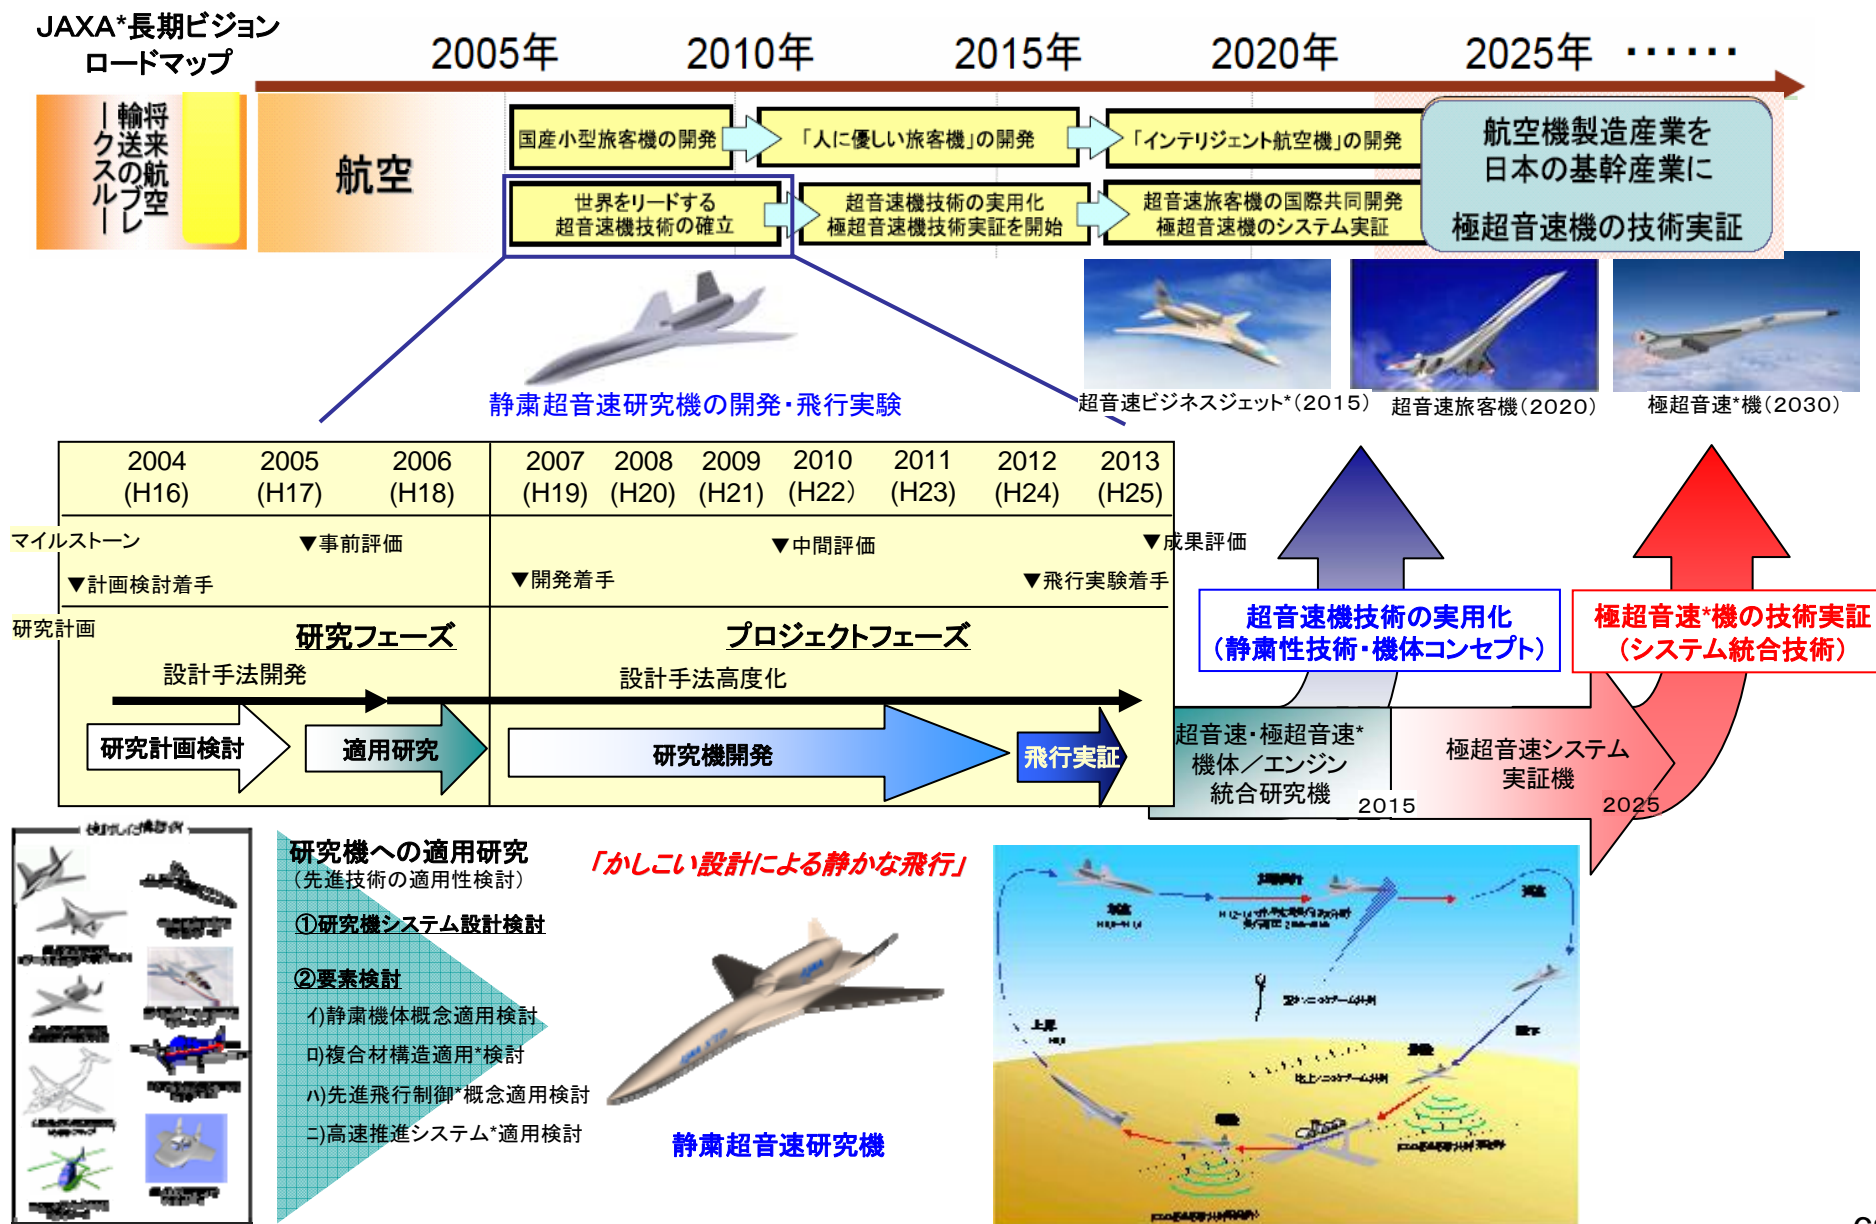 JAXA*長期ビジョン
ロードマップ
2005年
2010年
2015年
2020年
2025年 ‥‥‥
将来航空
輸送のブレ
ークスルー
航空
国産小型旅客機の開発
「人に優しい旅客機」の開発
「インテリジェント航空機」の開発
世界をリードする
超音速機技術の確立
超音速機技術の実用化
極超音速機技術実証を開始
超音速旅客機の国際共同開発
極超音速機のシステム実証
航空機製造産業を
日本の基幹産業に
極超音速機の技術実証
静粛超音速研究機の開発・飛行実験
超音速ビジネスジェット*(2015)
超音速旅客機(2020)
極超音速*機(2030)
2004
(H16)
2005
(H17)
2006
(H18)
2007
(H19)
2008
(H20)
2009
(H21)
2010
(H22)
2011
(H23)
2012
(H24)
2013
(H25)
マイルストーン
▼事前評価
▼中間評価
▼成果評価
▼計画検討着手
▼開発着手
▼飛行実験着手
研究計画
研究フェーズ
プロジェクトフェーズ
設計手法開発
設計手法高度化
研究計画検討
適用研究
研究機開発
飛行実証
超音速機技術の実用化
(静粛性技術・機体コンセプト)
極超音速*機の技術実証
(システム統合技術)
超音速・極超音速*
機体/エンジン
統合研究機
2015
極超音速システム
実証機
2025
研究機への適用研究
(先進技術の適用性検討)
①研究機システム設計検討
②要素検討
イ)静粛機体概念適用検討
ロ)複合材構造適用*検討
ハ)先進飛行制御*概念適用検討
ニ)高速推進システム*適用検討
「かしこい設計による静かな飛行」
静粛超音速研究機
上昇